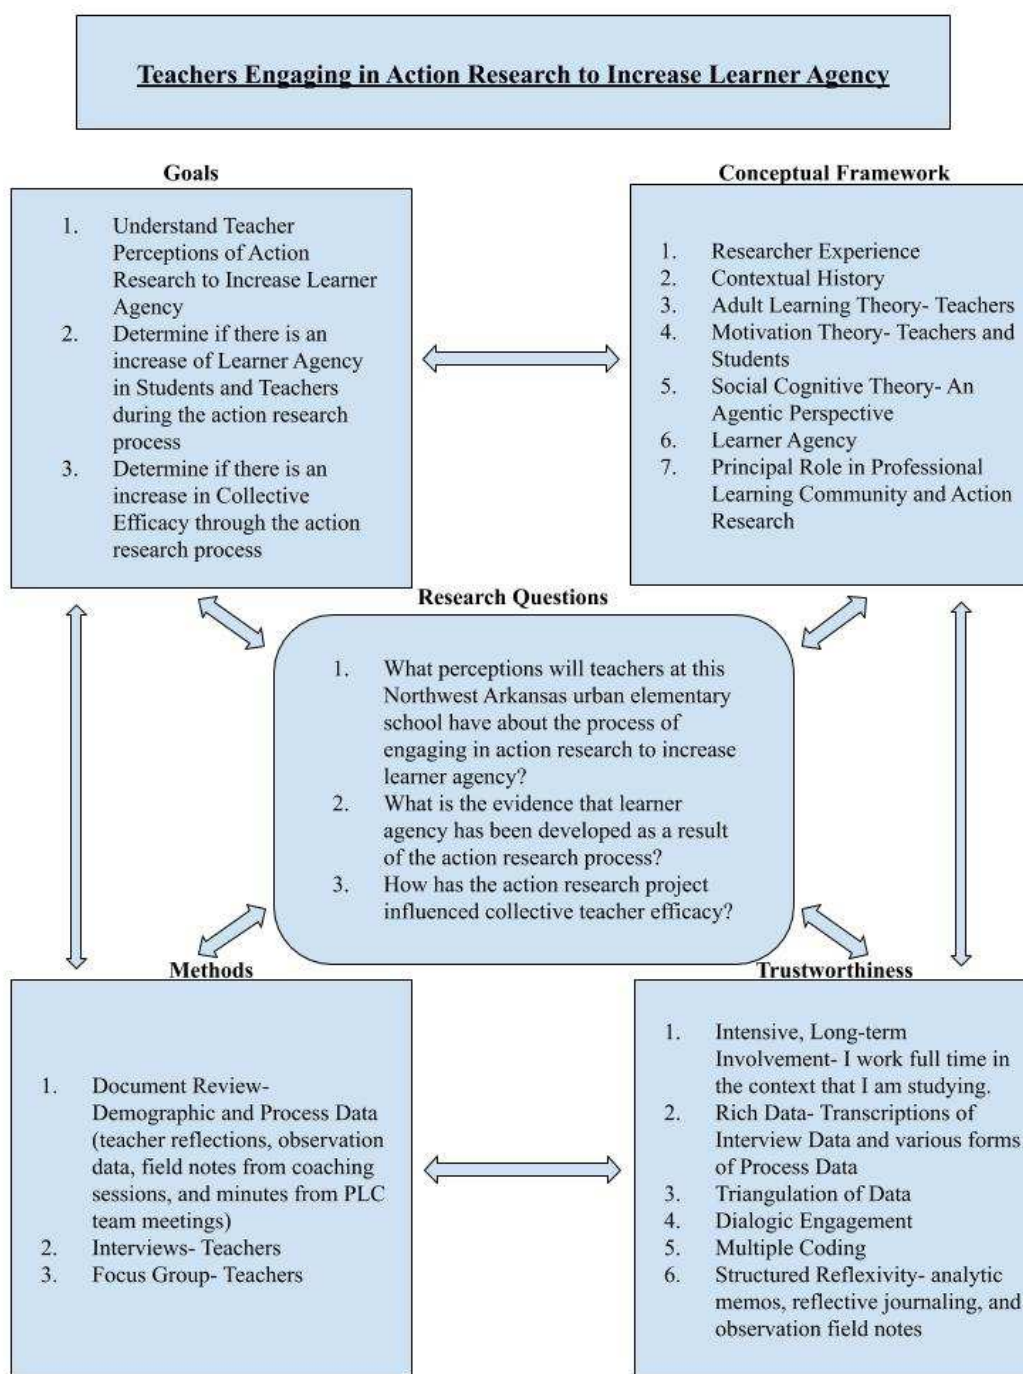 Teachers Engaging in Action Research to Increase Learner Agency
Goals
1. Understand Teacher
Perceptions of Action
Research to Increase Learner
Agency
2. Determine if there is an
increase of Learner Agency
in Students and Teachers
during the action research
process
3. Determine if there is an
increase in Collective
Efficacy through the action
research process
Conceptual Framework
1. Researcher Experience
2. Contextual History
3. Adult Learning Theory- Teachers
4. Motivation Theory- Teachers and
Students
5. Social Cognitive Theory- An
Agentic Perspective
6. Learner Agency
7. Principal Role in Professional
Learning Community and Action
Research
Research Questions
1. What perceptions will teachers at this
Northwest Arkansas urban elementary
school have about the process of
engaging in action research to increase
learner agency?
2. What is the evidence that learner
agency has been developed as a result
of the action research process?
3. How has the action research project
influenced collective teacher efficacy?
Methods
1. Document Review-
Demographic and Process Data
(teacher reflections, observation
data, field notes from coaching
sessions, and minutes from PLC
team meetings)
2. Interviews- Teachers
3. Focus Group- Teachers
Trustworthiness
1. Intensive, Long-term
Involvement- I work full time in
the context that I am studying.
2. Rich Data- Transcriptions of
Interview Data and various forms
of Process Data
3. Triangulation of Data
4. Dialogic Engagement
5. Multiple Coding
6. Structured Reflexivity- analytic
memos, reflective journaling, and
observation field notes